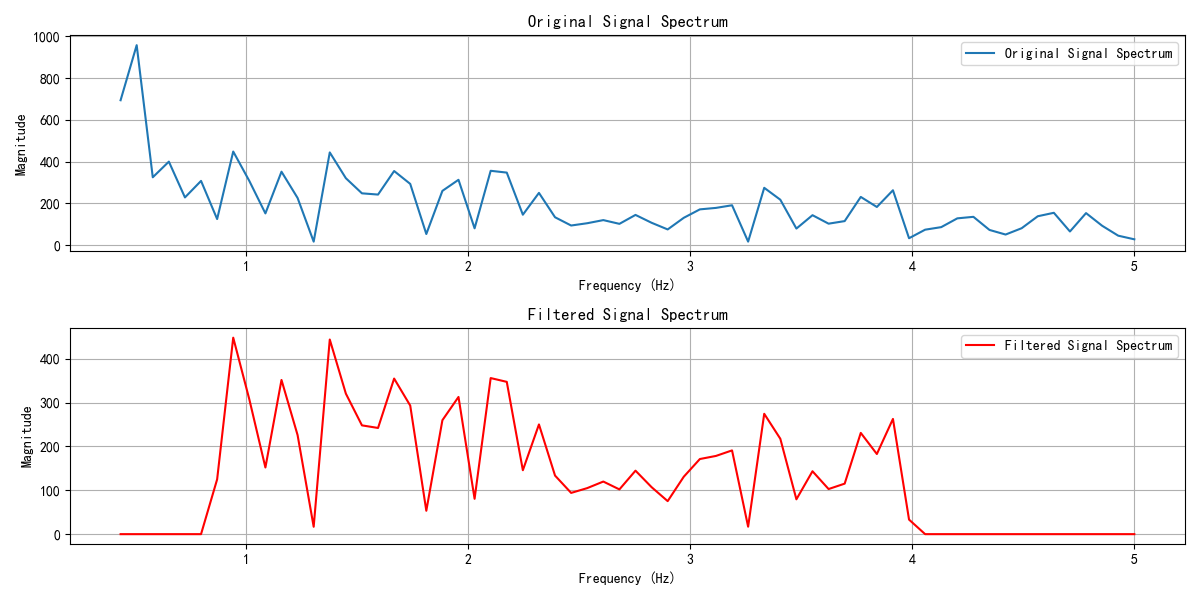 Original Signal Spectrum
1000
800
600
400
200
0
Magnitude
Original Signal Spectrum
1 2 3 4 5
Frequency (Hz)
Filtered Signal Spectrum
400
300
200
100
0
Magnitude
Filtered Signal Spectrum
1 2 3 4 5
Frequency (Hz)